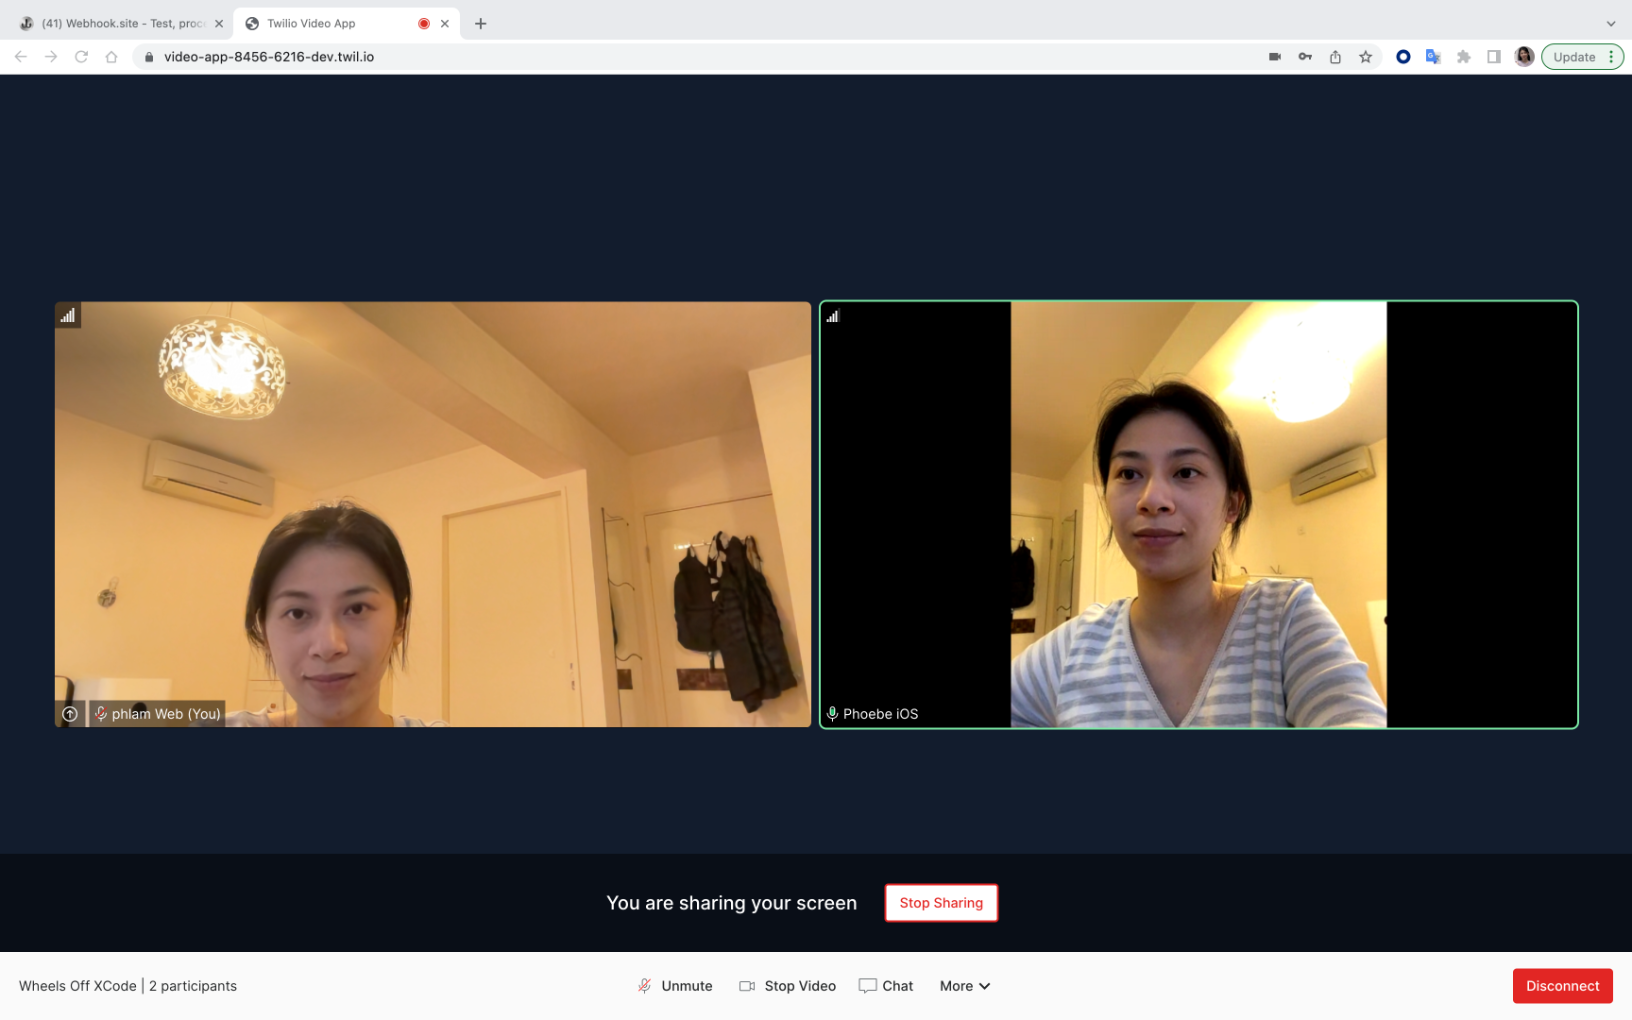 (41) Webhook.site - Test, proc
Twilio Video App
video-app-8456-6216-dev.twil.io
Update
phlam Web (You)
Phoebe iOS
You are sharing your screen
Stop Sharing
Wheels Off XCode | 2 participants
Unmute
Stop Video
Chat
More
Disconnect